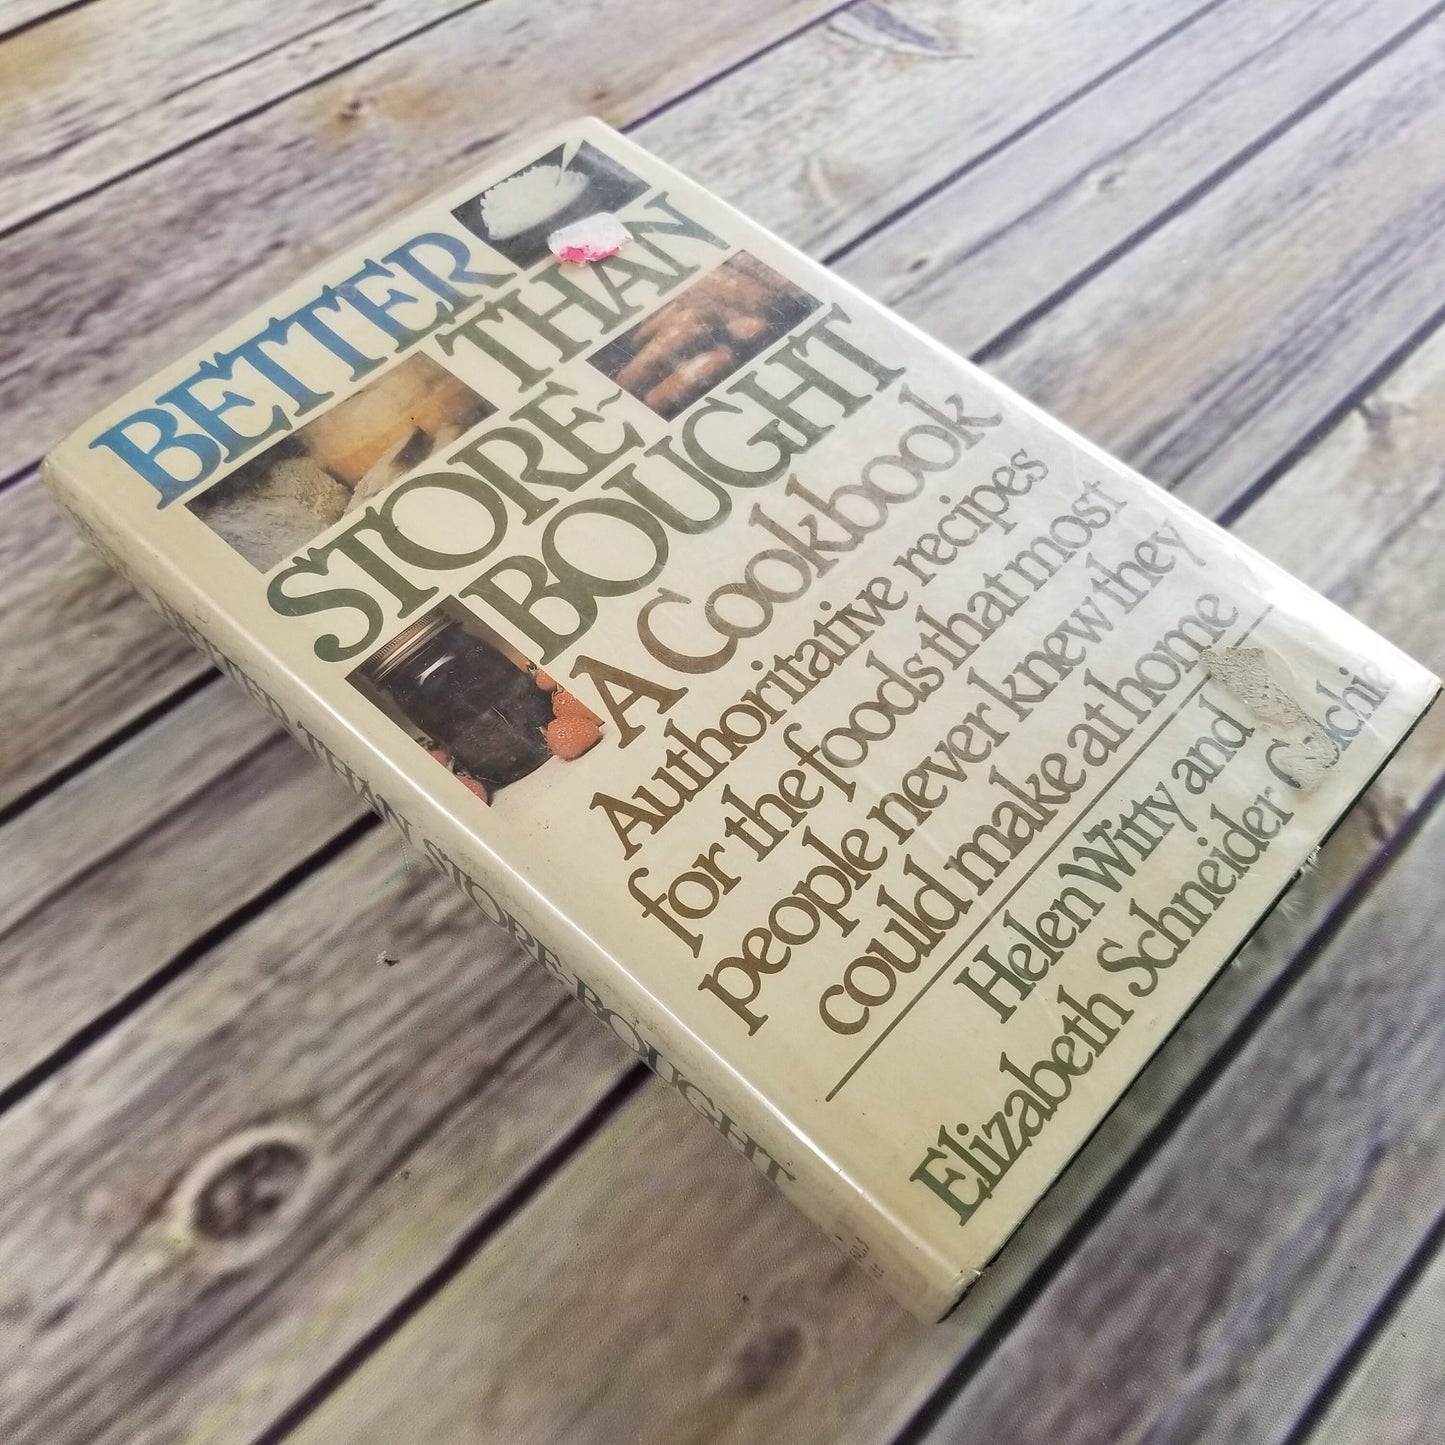 BETTER
THAN
STORE~
BOUGHT
A Cookbook
Authoritative recipes
for the foods that most
people never knew they
could make at home
Helen Witty and
Elizabeth Schneider
BETTER THAN STORE-BOUGHT